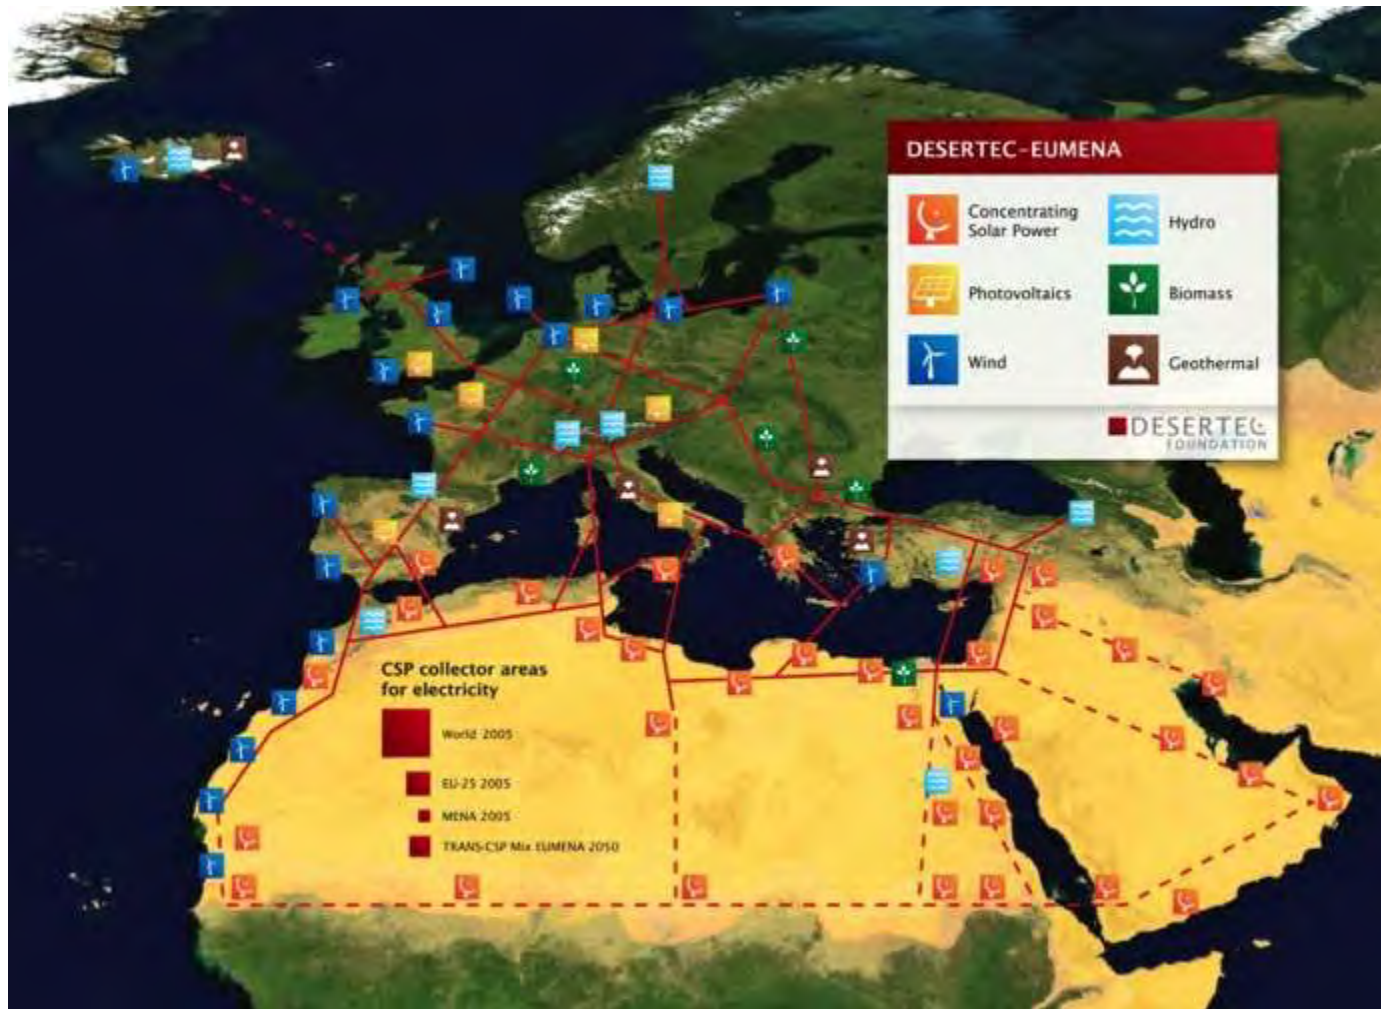 DESERTEC-EUMENA
Concentrating
Solar Power
Hydro
Photovoltaics
Biomass
Wind
Geothermal
DESERTEC
FOUNDATION
CSP collector areas
for electricity
World 2005
EU-25 2005
MENA 2005
TRANS-CSP Mix EUMENA 2050